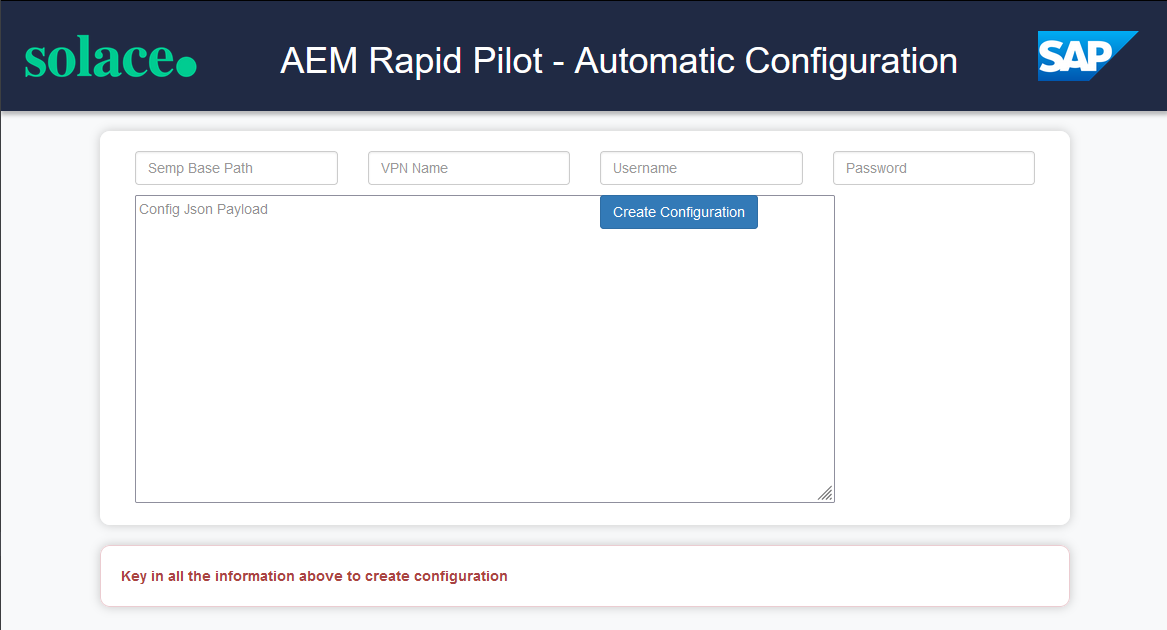 solace.
AEM Rapid Pilot - Automatic Configuration
SAP
Semp Base Path
VPN Name
Username
Password
Config Json Payload
Create Configuration
Key in all the information above to create configuration